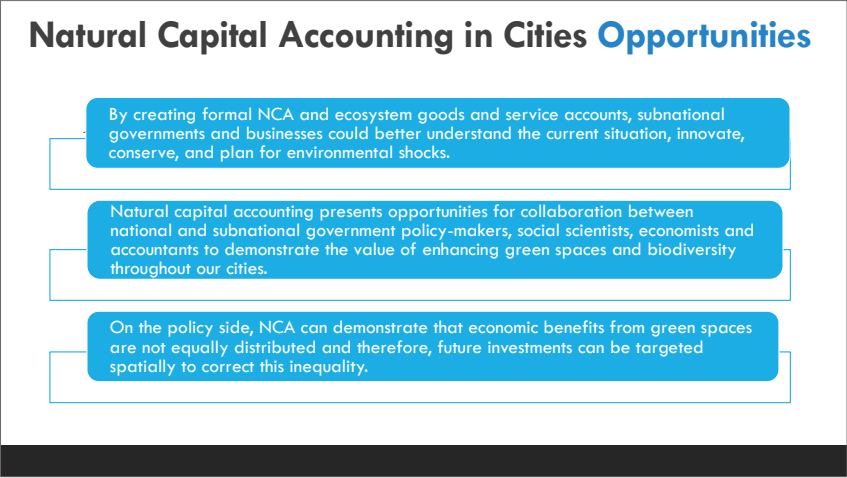 Natural Capital Accounting in Cities Opportunities
By creating formal NCA and ecosystem goods and service accounts, subnational
governments and businesses could better understand the current situation, innovate,
conserve, and plan for environmental shocks.
Natural capital accounting presents opportunities for collaboration between
national and subnational government policy-makers, social scientists, economists and
accountants to demonstrate the value of enhancing green spaces and biodiversity
throughout our cities.
On the policy side, NCA can demonstrate that economic benefits from green spaces
are not equally distributed and therefore, future investments can be targeted
spatially to correct this inequality.